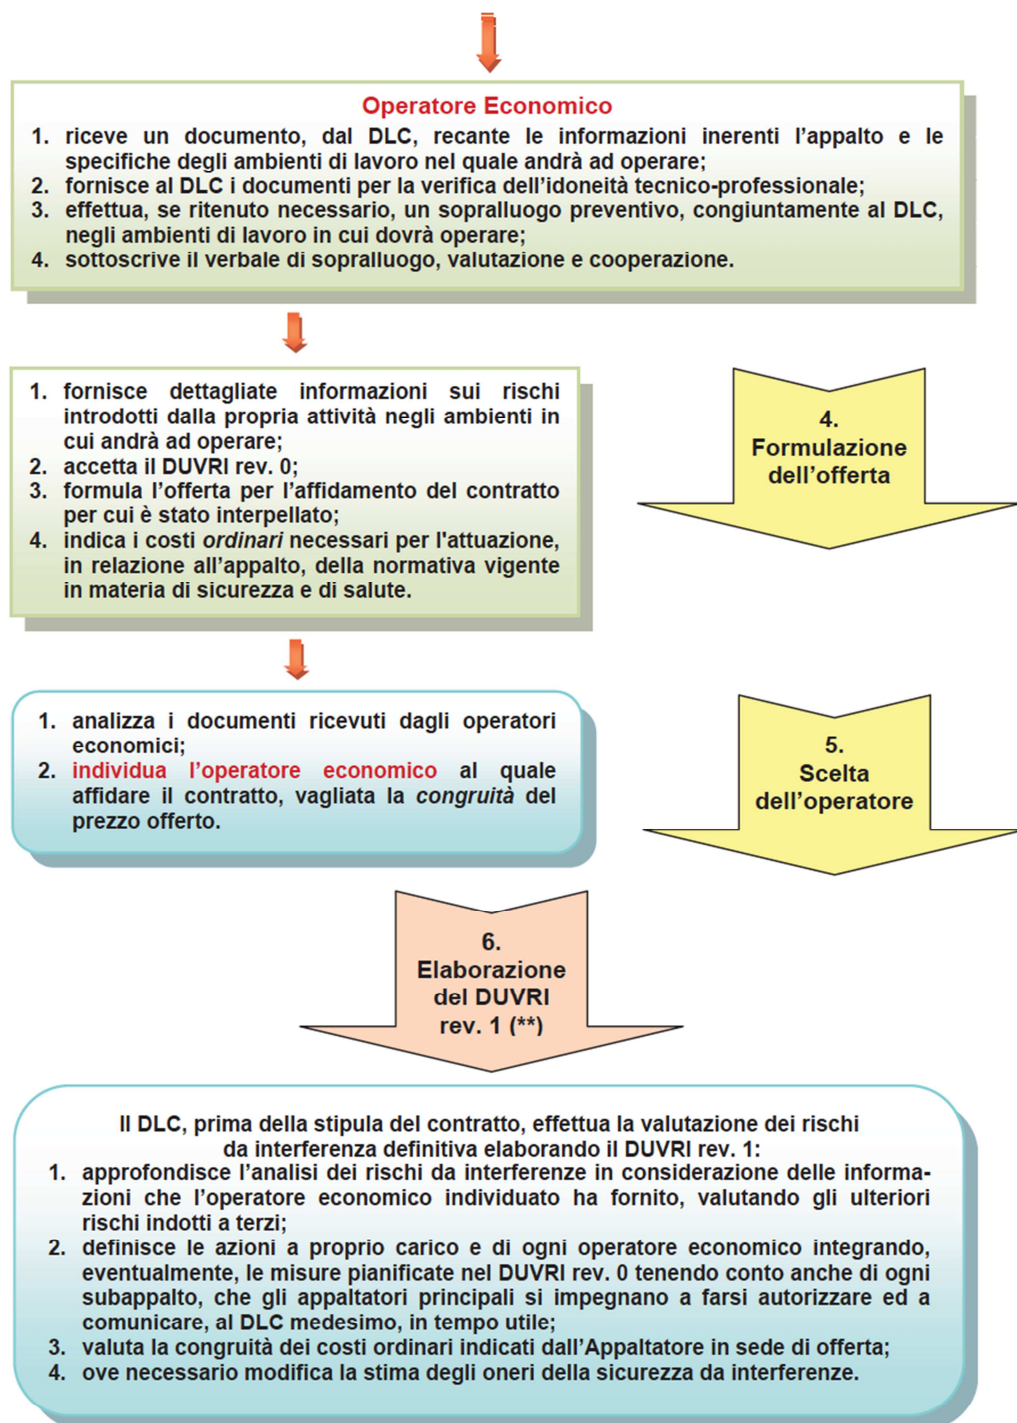 Operatore Economico
1. riceve un documento, dal DLC, recante le informazioni inerenti l’appalto e le
specifiche degli ambienti di lavoro nel quale andrà ad operare;
2. fornisce al DLC i documenti per la verifica dell’idoneità tecnico-professionale;
3. effettua, se ritenuto necessario, un sopralluogo preventivo, congiuntamente al DLC,
negli ambienti di lavoro in cui dovrà operare;
4. sottoscrive il verbale di sopralluogo, valutazione e cooperazione.
1. fornisce dettagliate informazioni sui rischi
introdotti dalla propria attività negli ambienti in
cui andrà ad operare;
2. accetta il DUVRI rev. 0;
3. formula l’offerta per l’affidamento del contratto
per cui è stato interpellato;
4. indica i costi ordinari necessari per l'attuazione,
in relazione all’appalto, della normativa vigente
in materia di sicurezza e di salute.
4.
Formulazione
dell’offerta
1. analizza i documenti ricevuti dagli operatori
economici;
2. individua l’operatore economico al quale
affidare il contratto, vagliata la congruità del
prezzo offerto.
5.
Scelta
dell’operatore
6.
Elaborazione
del DUVRI
rev. 1 (**)
Il DLC, prima della stipula del contratto, effettua la valutazione dei rischi
da interferenza definitiva elaborando il DUVRI rev. 1:
1. approfondisce l’analisi dei rischi da interferenze in considerazione delle informa-
zioni che l’operatore economico individuato ha fornito, valutando gli ulteriori
rischi indotti a terzi;
2. definisce le azioni a proprio carico e di ogni operatore economico integrando,
eventualmente, le misure pianificate nel DUVRI rev. 0 tenendo conto anche di ogni
subappalto, che gli appaltatori principali si impegnano a farsi autorizzare ed a
comunicare, al DLC medesimo, in tempo utile;
3. valuta la congruità dei costi ordinari indicati dall’Appaltatore in sede di offerta;
4. ove necessario modifica la stima degli oneri della sicurezza da interferenze.